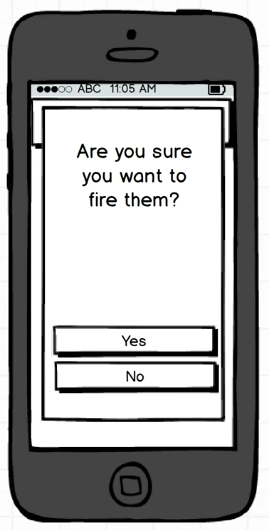 ABC 11:05 AM
Are you sure
you want to
fire them?
Yes
No